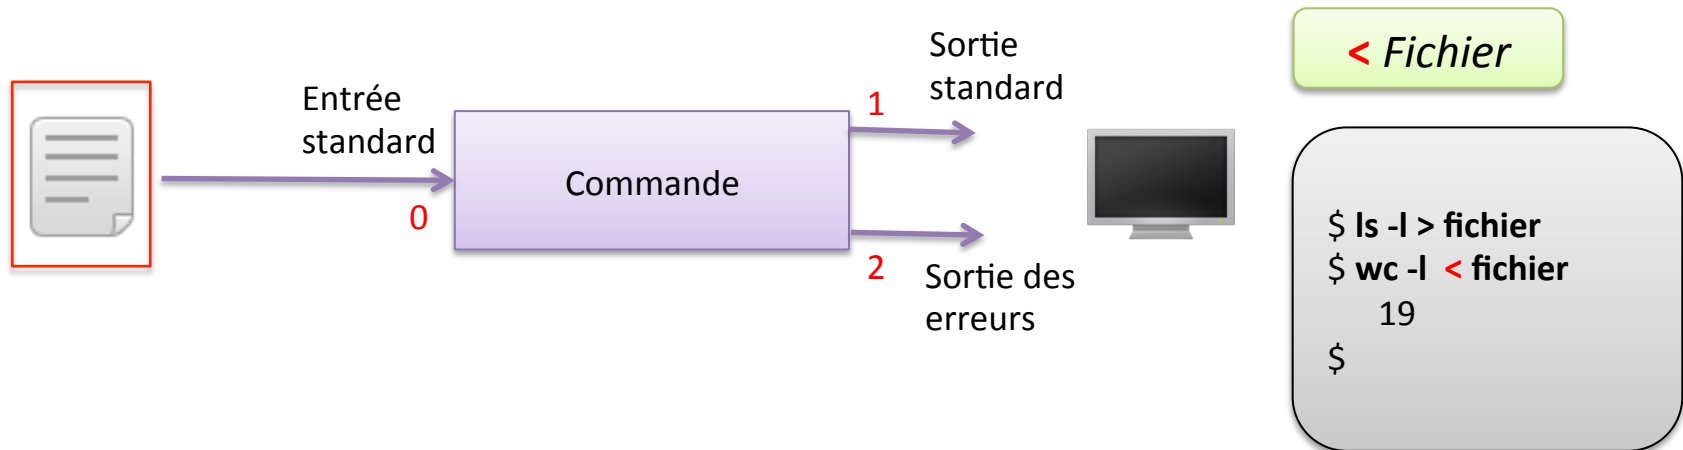 Entrée
standard
0
Commande
1
Sortie
standard
2
Sortie des
erreurs
< Fichier
$ ls -l > fichier
$ wc -l < fichier
19
$